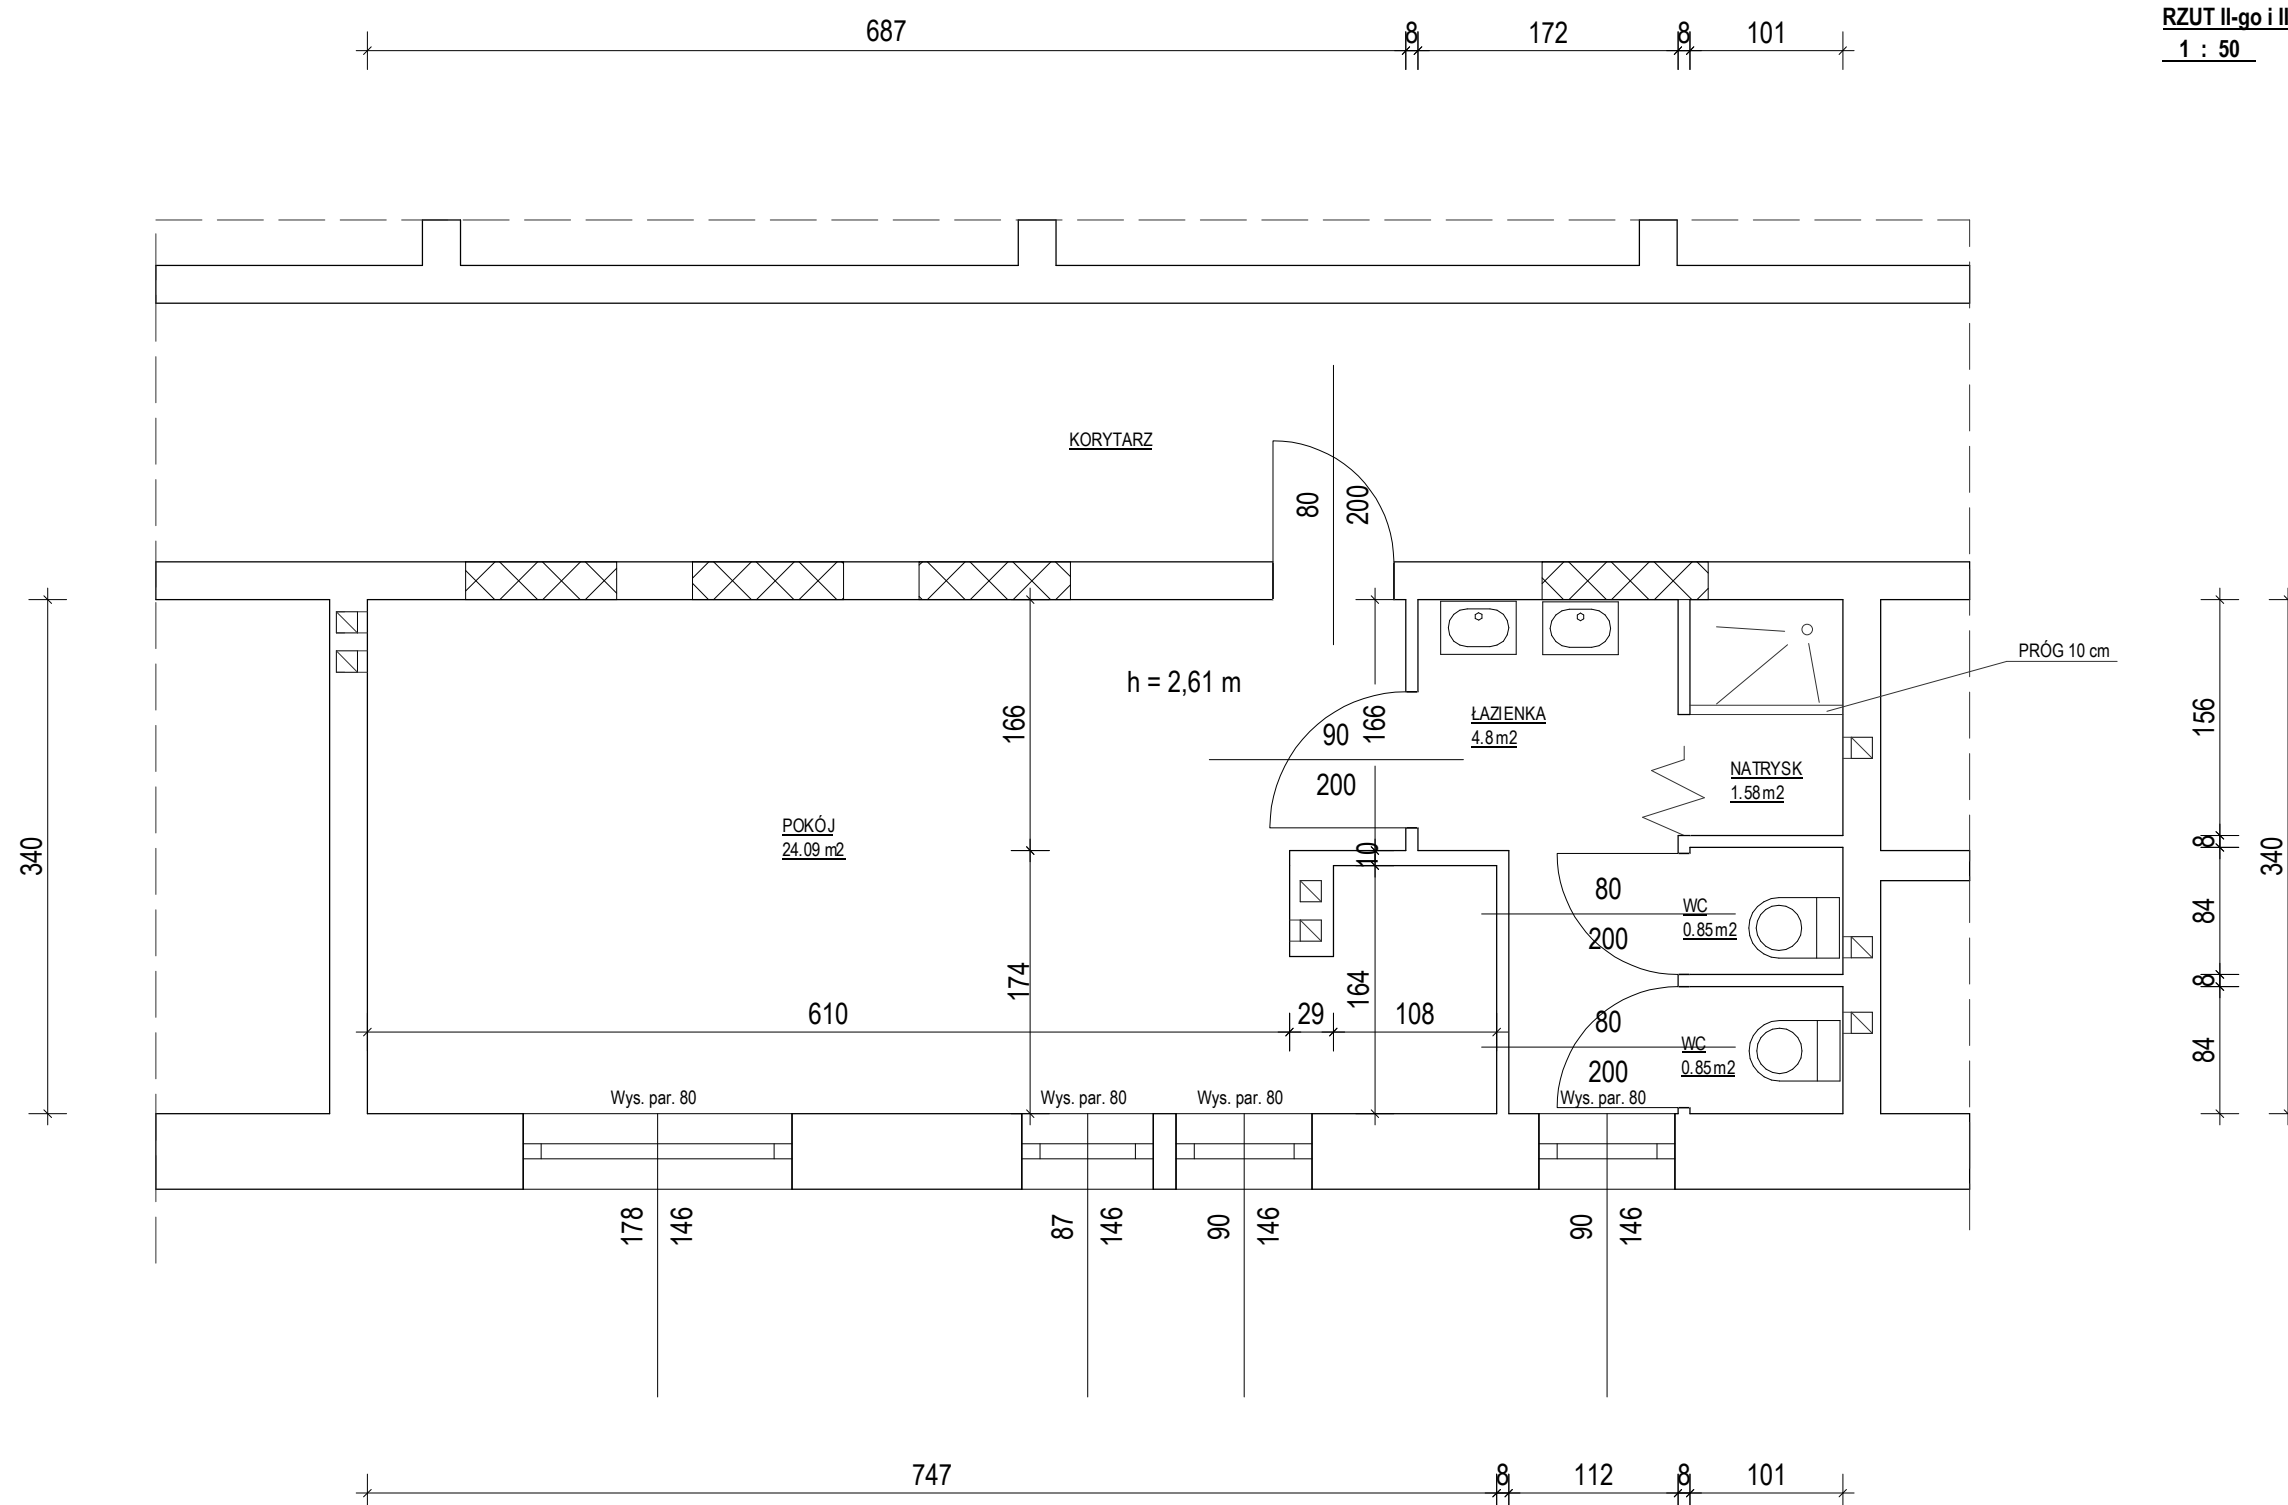 687
8
172
8
101
RZUT II-go i II
1 : 50
KORYTARZ
80
200
h = 2,61 m
PRÓG 10 cm
166
90
200
166
ŁAZIENKA
4.8 m2
NATRYSK
1.58 m2
156
POKÓJ
24.09 m2
340
10
8
340
80
200
WC
0.85 m2
84
174
164
8
610
29
108
80
200
WC
0.85 m2
84
Wys. par. 80
Wys. par. 80
Wys. par. 80
Wys. par. 80
178
146
87
146
90
146
90
146
747
8
112
8
101